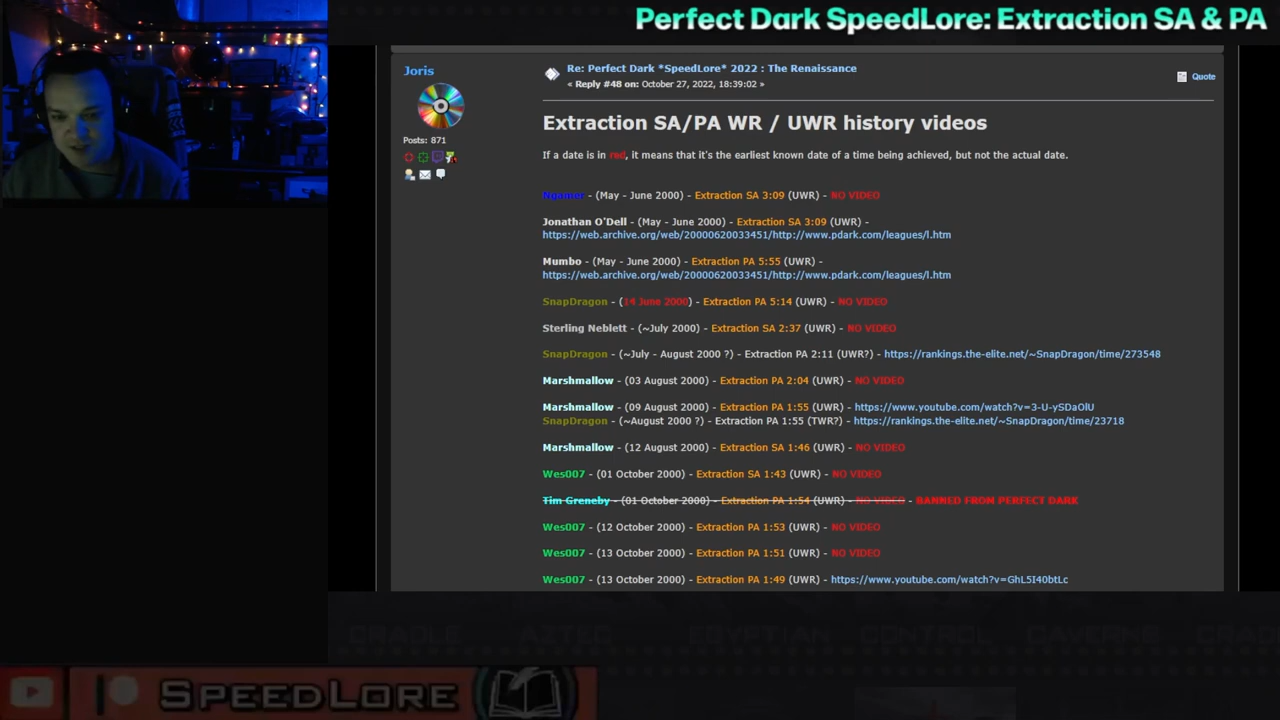 Perfect Dark SpeedLore: Extraction SA & PA
Joris
Posts: 871
Re: Perfect Dark *SpeedLore* 2022 : The Renaissance
« Reply #48 on: October 27, 2022, 18:39:02 »
Quote
Extraction SA/PA WR / UWR history videos
If a date is in red, it means that it's the earliest known date of a time being achieved, but not the actual date.
Ngamer - (May - June 2000) - Extraction SA 3:09 (UWR) - NO VIDEO
Jonathan O'Dell - (May - June 2000) - Extraction SA 3:09 (UWR) -
https://web.archive.org/web/20000620033451/http://www.pdark.com/leagues/l.htm
Mumbo - (May - June 2000) - Extraction PA 5:55 (UWR) -
https://web.archive.org/web/20000620033451/http://www.pdark.com/leagues/l.htm
SnapDragon - (14 June 2000) - Extraction PA 5:14 (UWR) - NO VIDEO
Sterling Neblett - (~July 2000) - Extraction SA 2:37 (UWR) - NO VIDEO
SnapDragon - (~July - August 2000 ?) - Extraction PA 2:11 (UWR?) - https://rankings.the-elite.net/~SnapDragon/time/273548
Marshmallow - (03 August 2000) - Extraction PA 2:04 (UWR) - NO VIDEO
Marshmallow - (09 August 2000) - Extraction PA 1:55 (UWR) - https://www.youtube.com/watch?v=3-U-ySDaOlU
SnapDragon - (~August 2000 ?) - Extraction PA 1:55 (TWR?) - https://rankings.the-elite.net/~SnapDragon/time/23718
Marshmallow - (12 August 2000) - Extraction SA 1:46 (UWR) - NO VIDEO
Wes007 - (01 October 2000) - Extraction SA 1:43 (UWR) - NO VIDEO
Tim Greneby - (01 October 2000) - Extraction PA 1:54 (UWR) - NO VIDEO - BANNED FROM PERFECT DARK
Wes007 - (12 October 2000) - Extraction PA 1:53 (UWR) - NO VIDEO
Wes007 - (13 October 2000) - Extraction PA 1:51 (UWR) - NO VIDEO
Wes007 - (13 October 2000) - Extraction PA 1:49 (UWR) - https://www.youtube.com/watch?v=GhL5I40btLc
CRADLE AZTEC EGYPTIAN CONTROL CAVERNS CRAD
SPEEDLORE